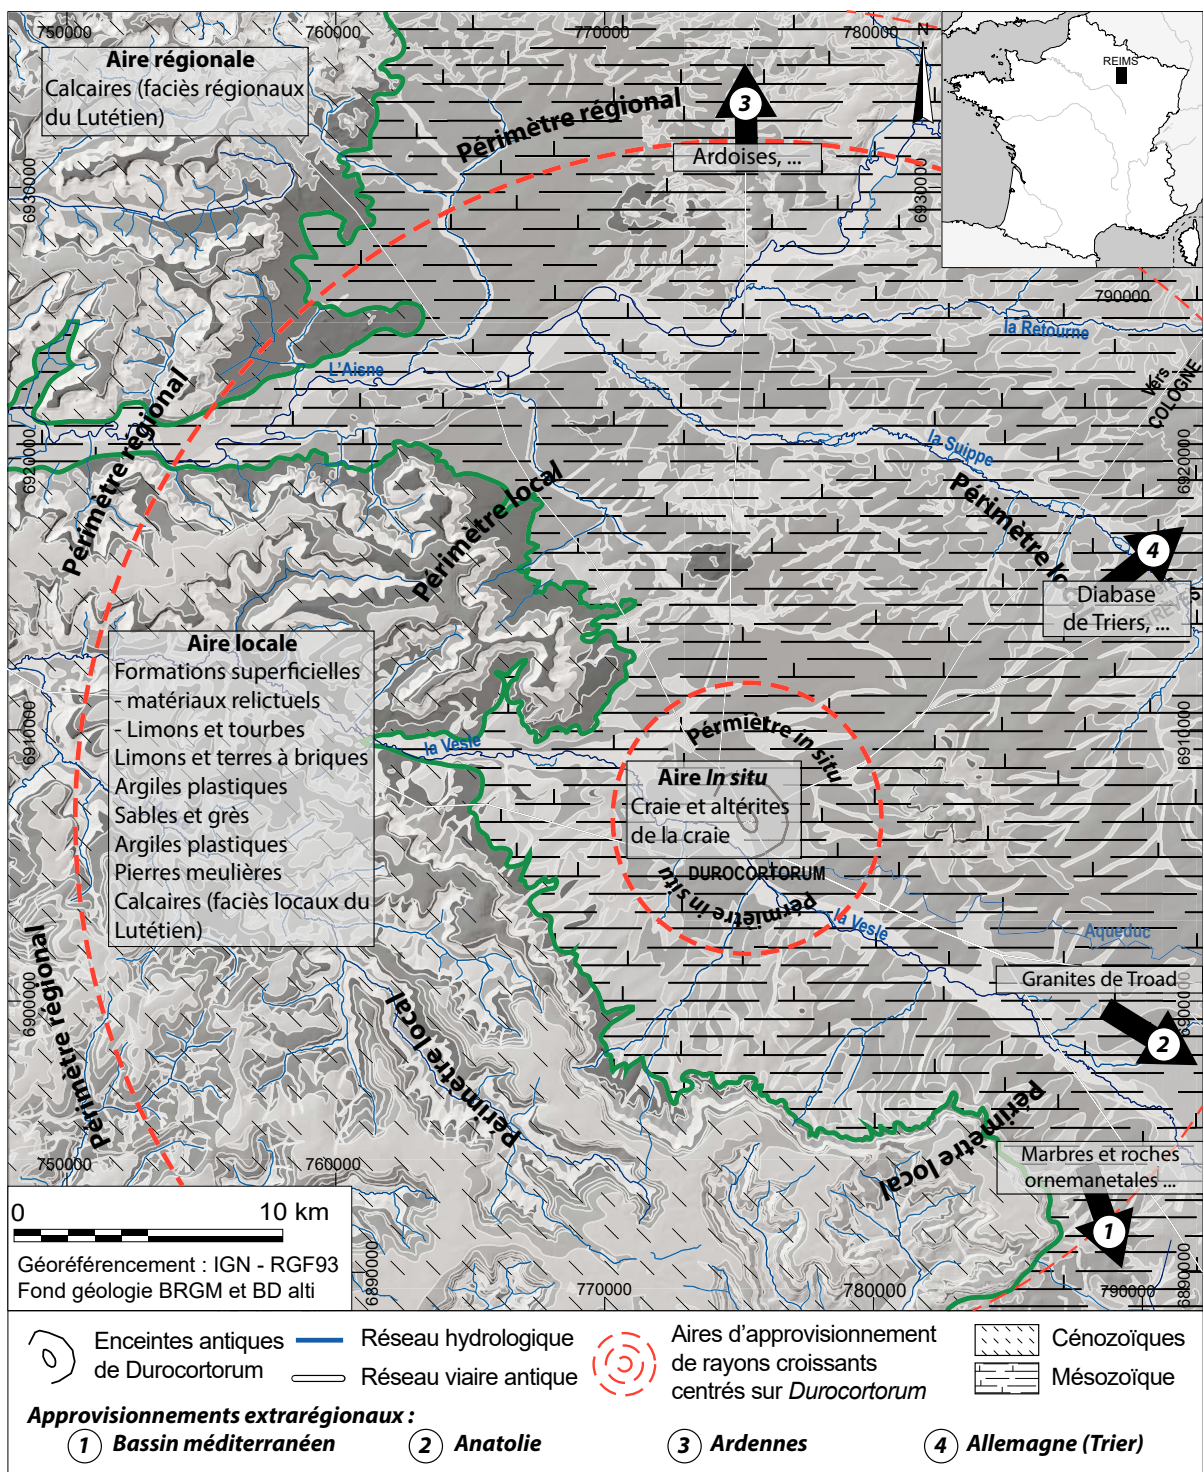 750000
760000
770000
780000
N
REIMS
Aire régionale
Calcaires (faciès régionaux
du Lutétien)
Périmètre régional
3
Ardoises, ...
6930000
6930000
790000
la Retourne
L'Aisne
Vers
COLOGNE
la Suippe
6920000
6920000
Périmètre régional
Périmètre local
Périmètre lo
4
Diabase
de Triers, ...
Aire locale
Formations superficielles
- matériaux relictuels
- Limons et tourbes
Limons et terres à briques
Argiles plastiques
Sables et grès
Argiles plastiques
Pierres meulières
Calcaires (faciès locaux du
Lutétien)
6910000
6910000
la Vesle
Pérmiètre in situ
Aire In situ
Craie et altérites
de la craie
DUROCORTORUM
Pérmiètre in situ
la Vesle
Aqueduc
Granites de Troad
2
6900000
6900000
Périmètre régional
Périmètre local
Périmètre local
Marbres et roches
ornemanetales ...
1
750000
760000
770000
780000
790000
6890000
6890000
0 10 km
Géoréférencement : IGN - RGF93
Fond géologie BRGM et BD alti
Enceintes antiques
de Durocortorum
Réseau hydrologique
Réseau viaire antique
Aires d'approvisionnement
de rayons croissants
centrés sur Durocortorum
Cénozoïques
Mésozoïque
Approvisionnements extrarégionaux :
1 Bassin méditerranéen
2 Anatolie
3 Ardennes
4 Allemagne (Trier)